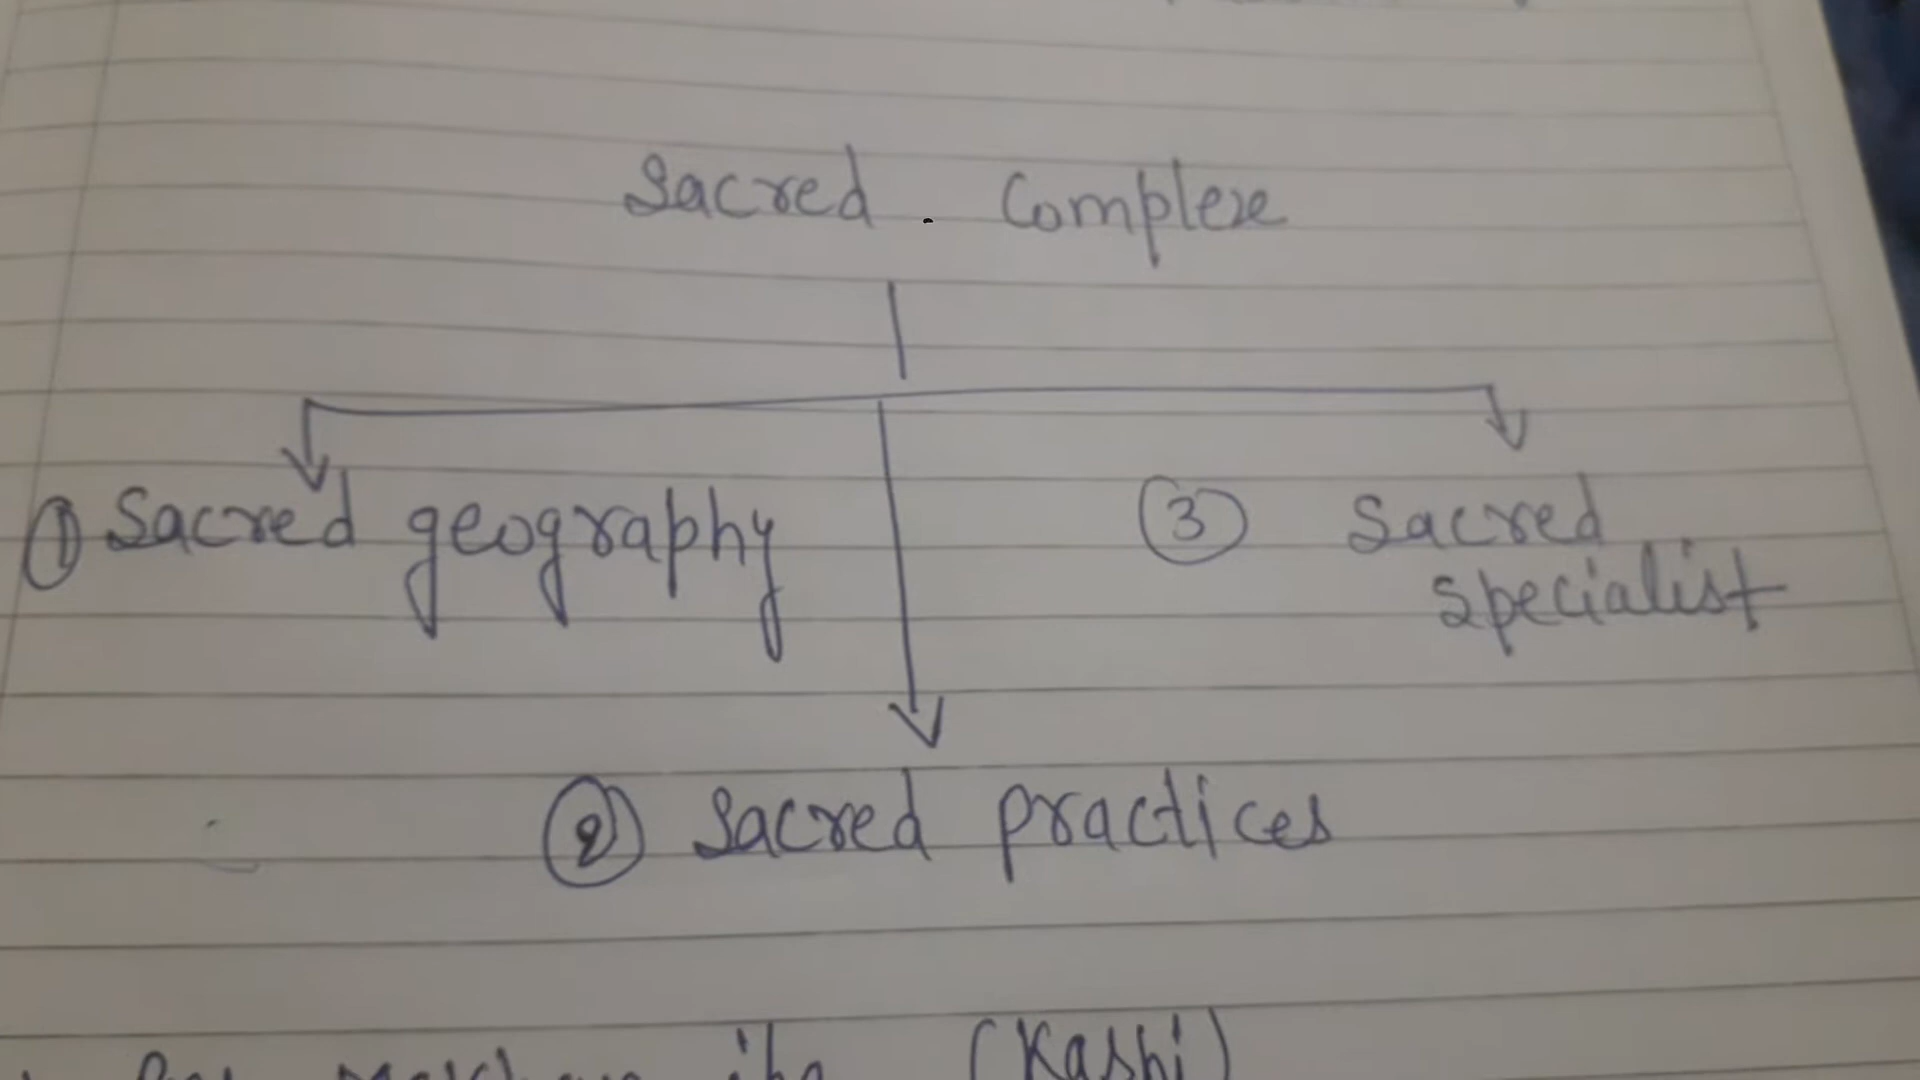 Sacred . Complex
① Sacred geography
③ Sacred
specialist
② Sacred practices
(Kashi)